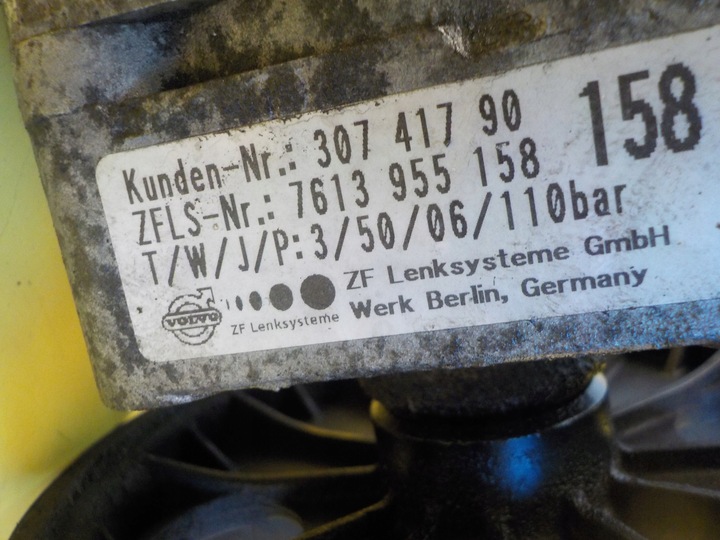 Kunden-Nr.: 307 417 90
158
ZFLS-Nr.: 7613 955 158
T/W/J/P:3/50/06/110bar
VOLVO
ZF Lenksysteme
ZF Lenksysteme GmbH
Werk Berlin, Germany